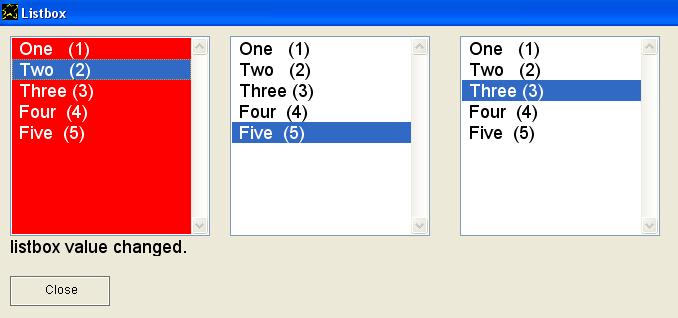 Listbox
One (1)
Two (2)
Three (3)
Four (4)
Five (5)
One (1)
Two (2)
Three (3)
Four (4)
Five (5)
One (1)
Two (2)
Three (3)
Four (4)
Five (5)
listbox value changed.
Close